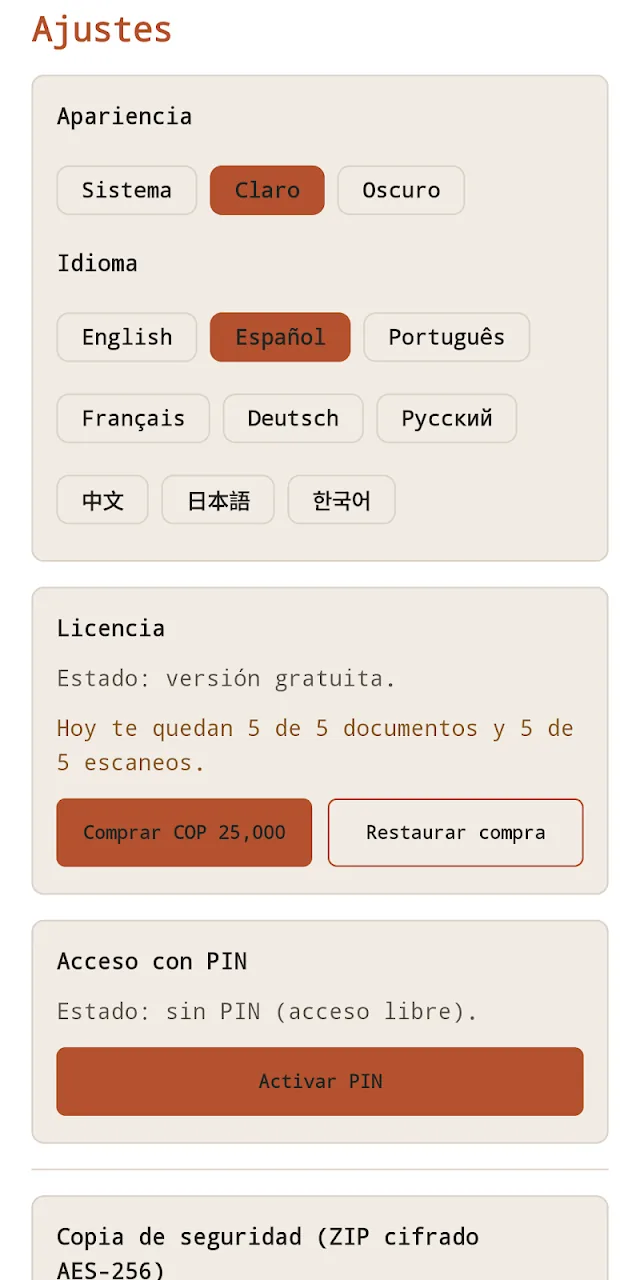 Ajustes
Apariencia
Sistema Claro Oscuro
Idioma
English Español Português
Français Deutsch Русский
中文 日本語 한국어
Licencia
Estado: versión gratuita.
Hoy te quedan 5 de 5 documentos y 5 de
5 escaneos.
Comprar COP 25,000 Restaurar compra
Acceso con PIN
Estado: sin PIN (acceso libre).
Activar PIN
Copia de seguridad (ZIP cifrado
AES-256)